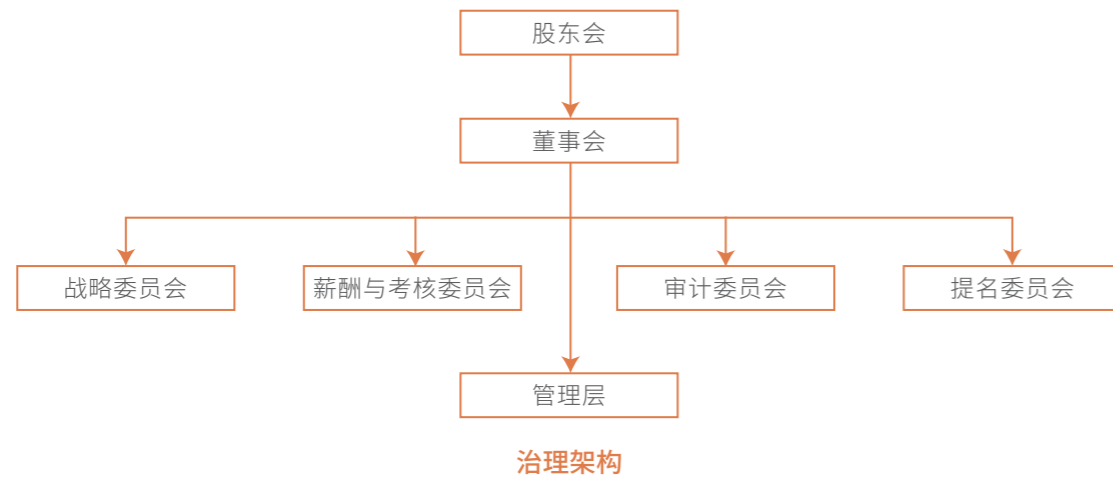 股东会
董事会
战略委员会
薪酬与考核委员会
审计委员会
提名委员会
管理层
治理架构